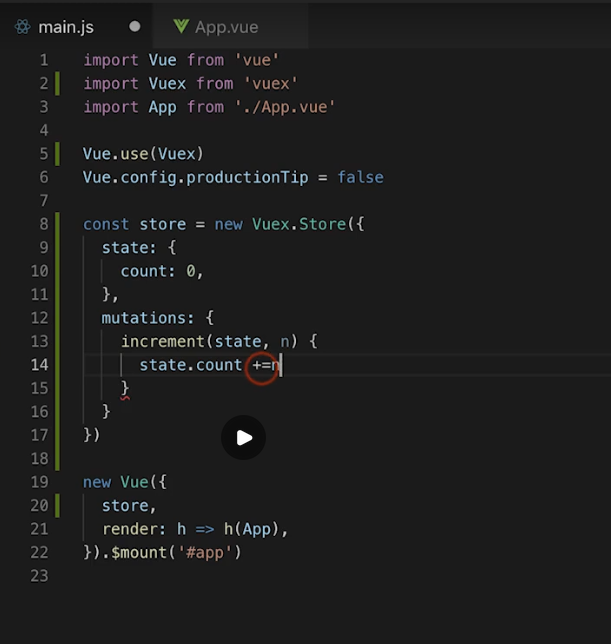 main.js
App.vue
1 import Vue from 'vue'
2 import Vuex from 'vuex'
3 import App from './App.vue'
4
5 Vue.use(Vuex)
6 Vue.config.productionTip = false
7
8 const store = new Vuex.Store({
9 state: {
10 count: 0,
11 },
12 mutations: {
13 increment(state, n) {
14 state.count +=n
15 }
16 }
17 })
18
19 new Vue({
20 store,
21 render: h => h(App),
22 }).$mount('#app')
23